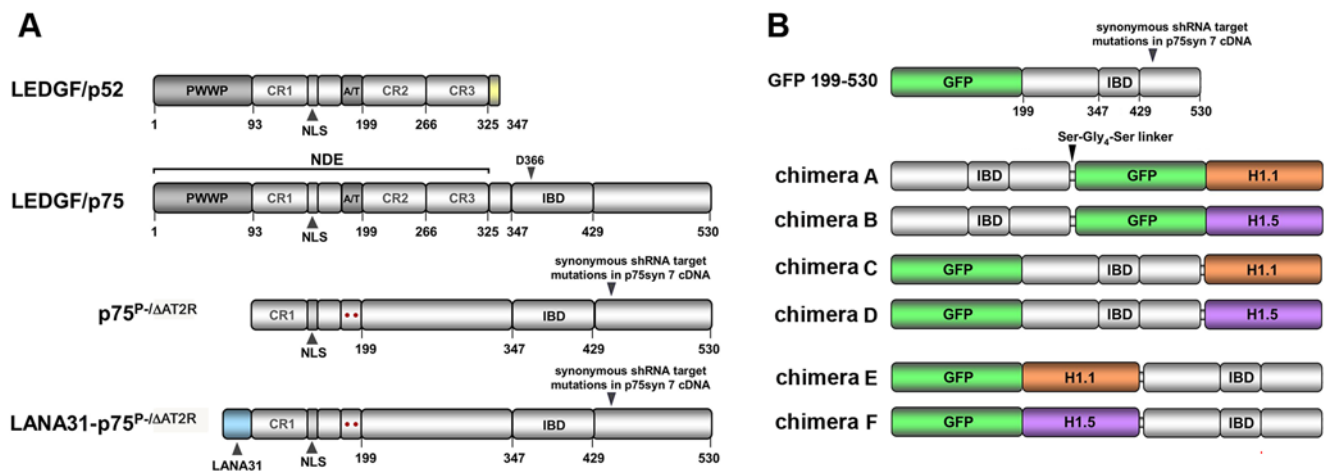 A
LEDGF/p52
PWWP CR1 A/T CR2 CR3
1 93 NLS 199 266 325 347
NDE
D366
LEDGF/p75
PWWP CR1 A/T CR2 CR3 IBD
1 93 NLS 199 266 325 347 429 530
synonymous shRNA target
mutations in p75syn 7 cDNA
p75P-/ΔAT2R
CR1 IBD
NLS 199 347 429 530
synonymous shRNA target
mutations in p75syn 7 cDNA
LANA31-p75P-/ΔAT2R
CR1 IBD
LANA31 NLS 199 347 429 530
B
synonymous shRNA target
mutations in p75syn 7 cDNA
GFP 199-530
GFP IBD
199 347 429 530
Ser-Gly4-Ser linker
chimera A IBD GFP H1.1
chimera B IBD GFP H1.5
chimera C GFP IBD H1.1
chimera D GFP IBD H1.5
chimera E GFP H1.1 IBD
chimera F GFP H1.5 IBD